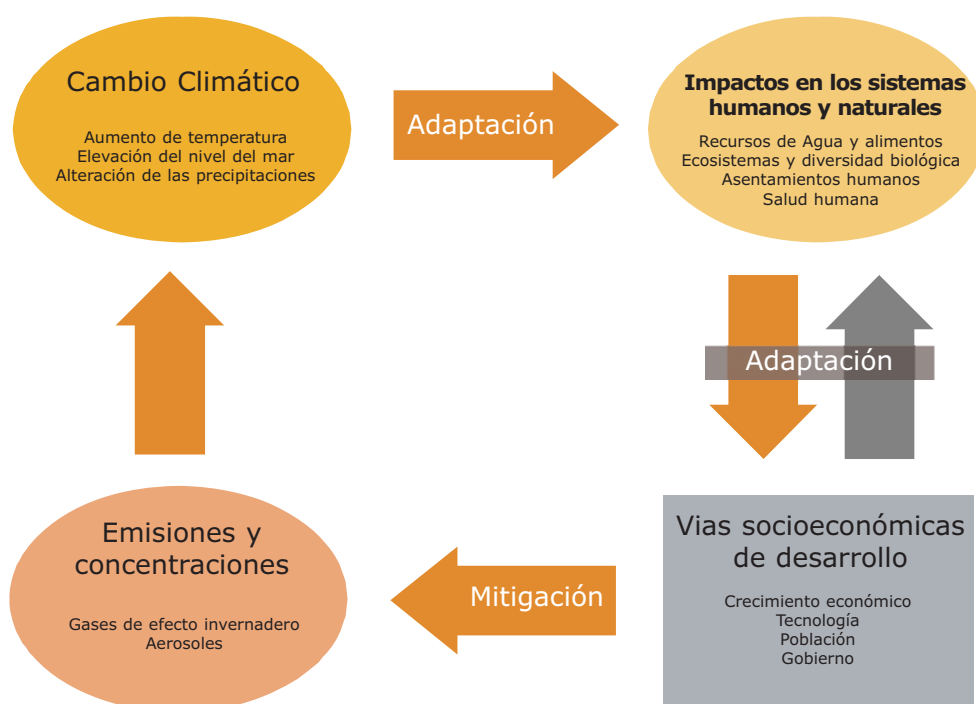 Cambio Climático
Aumento de temperatura
Elevación del nivel del mar
Alteración de las precipitaciones
Adaptación
Impactos en los sistemas
humanos y naturales
Recursos de Agua y alimentos
Ecosistemas y diversidad biológica
Asentamientos humanos
Salud humana
Adaptación
Emisiones y
concentraciones
Gases de efecto invernadero
Aerosoles
Mitigación
Vias socioeconómicas
de desarrollo
Crecimiento económico
Tecnología
Población
Gobierno